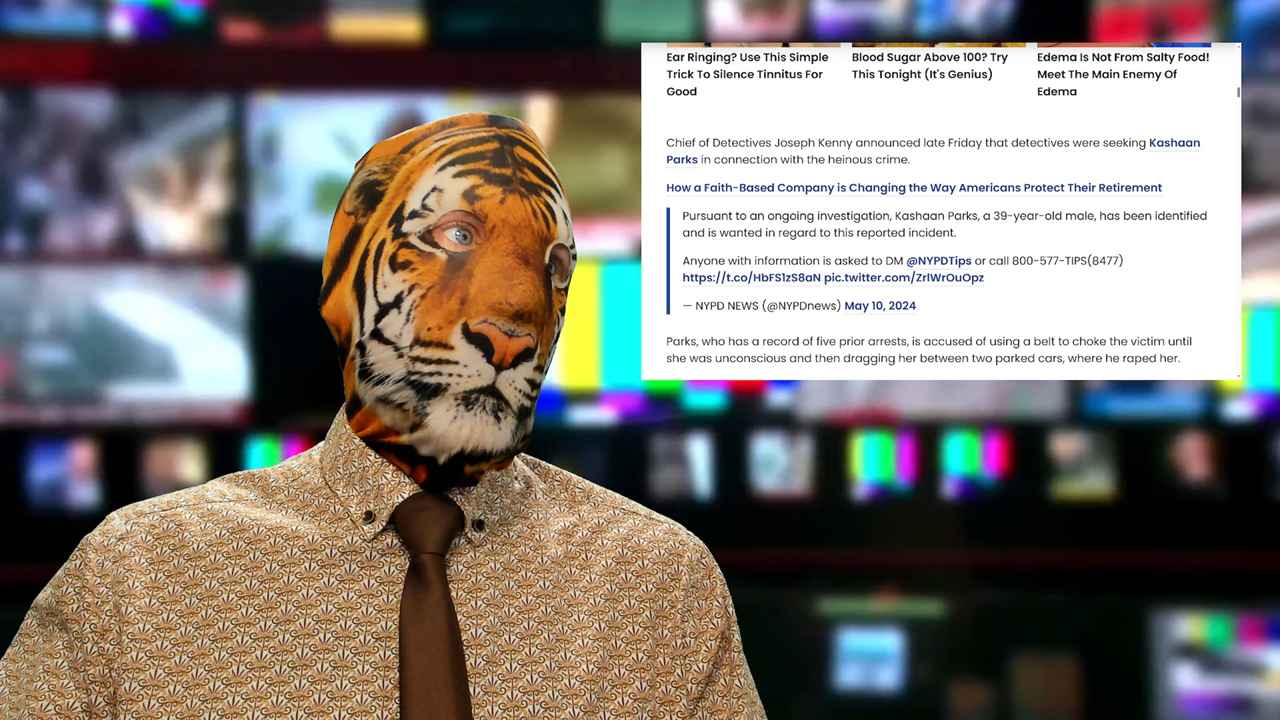 Ear Ringing? Use This Simple
Trick To Silence Tinnitus For
Good
Blood Sugar Above 100? Try
This Tonight (It's Genius)
Edema Is Not From Salty Food!
Meet The Main Enemy Of
Edema
Chief of Detectives Joseph Kenny announced late Friday that detectives were seeking Kashaan
Parks in connection with the heinous crime.
How a Faith-Based Company is Changing the Way Americans Protect Their Retirement
Pursuant to an ongoing investigation, Kashaan Parks, a 39-year-old male, has been identified
and is wanted in regard to this reported incident.
Anyone with information is asked to DM @NYPDTips or call 800-577-TIPS(8477)
https://t.co/HbFS1zS8aN pic.twitter.com/ZrIWrOuOpz
— NYPD NEWS (@NYPDnews) May 10, 2024
Parks, who has a record of five prior arrests, is accused of using a belt to choke the victim until
she was unconscious and then dragging her between two parked cars, where he raped her.